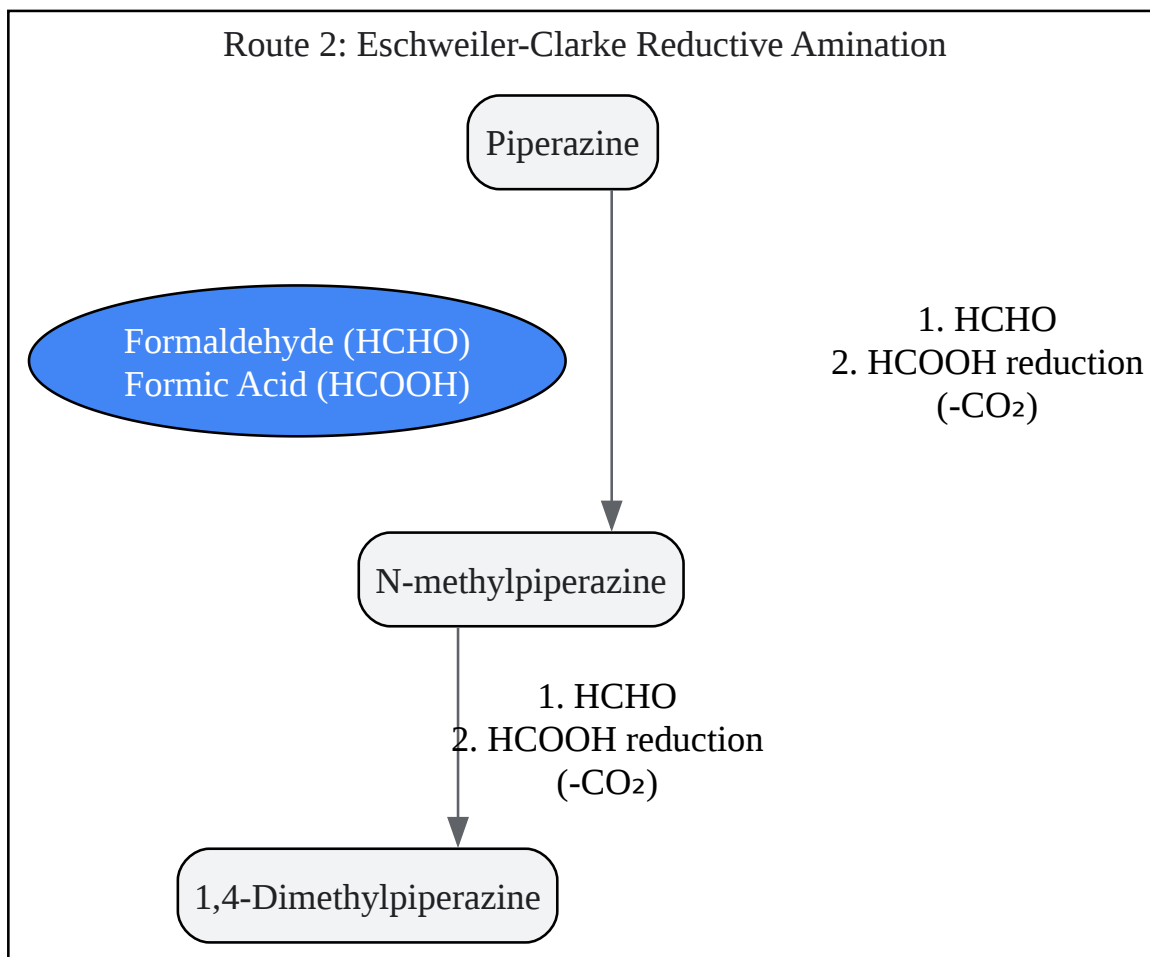 Route 2: Eschweiler-Clarke Reductive Amination
Piperazine
Formaldehyde (HCHO)
Formic Acid (HCOOH)
1. HCHO
2. HCOOH reduction
(-CO₂)
N-methylpiperazine
1. HCHO
2. HCOOH reduction
(-CO₂)
1,4-Dimethylpiperazine